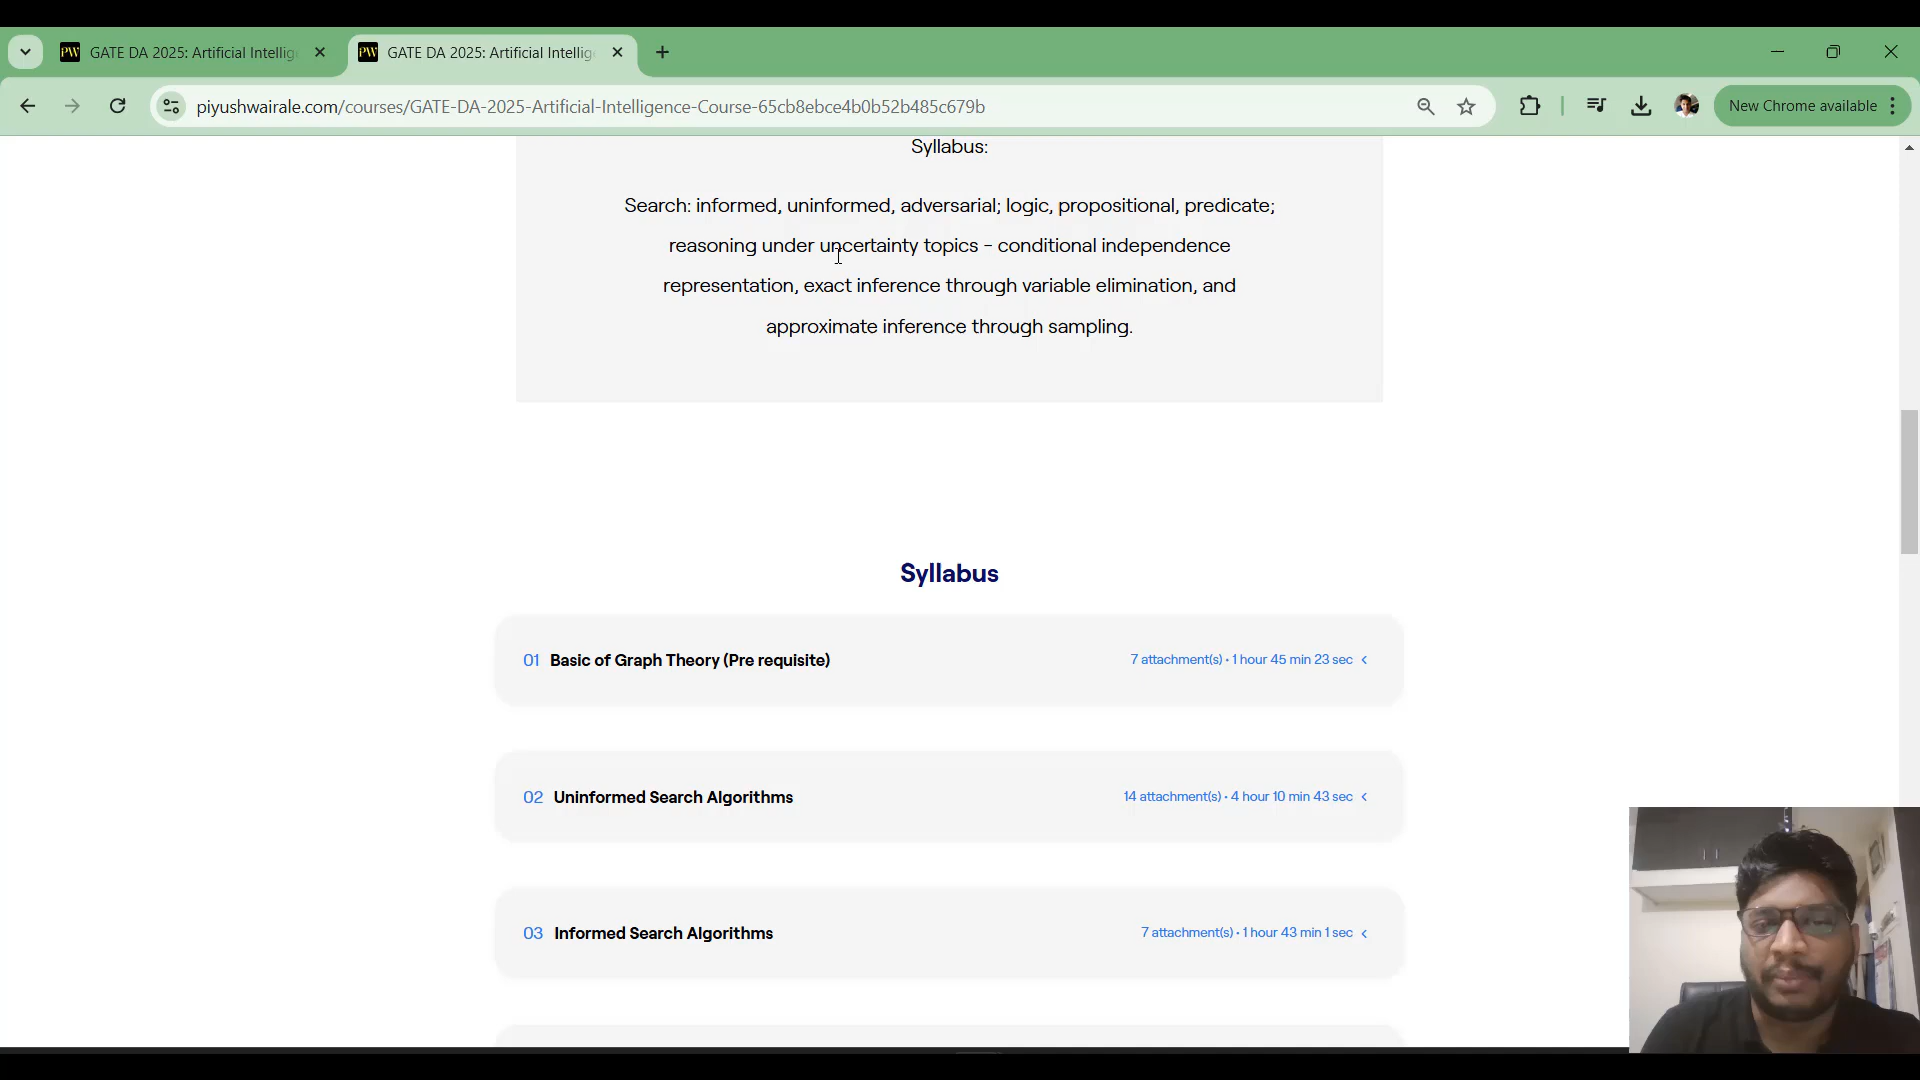 PW GATE DA 2025: Artificial Intellig
PW GATE DA 2025: Artificial Intellig
piyushwairale.com/courses/GATE-DA-2025-Artificial-Intelligence-Course-65cb8ebce4b0b52b485c679b
New Chrome available
Syllabus:
Search: informed, uninformed, adversarial; logic, propositional, predicate;
reasoning under uncertainty topics - conditional independence
representation, exact inference through variable elimination, and
approximate inference through sampling.
Syllabus
01 Basic of Graph Theory (Pre requisite) 7 attachment(s) • 1 hour 45 min 23 sec
02 Uninformed Search Algorithms 14 attachment(s) • 4 hour 10 min 43 sec
03 Informed Search Algorithms 7 attachment(s) • 1 hour 43 min 1 sec